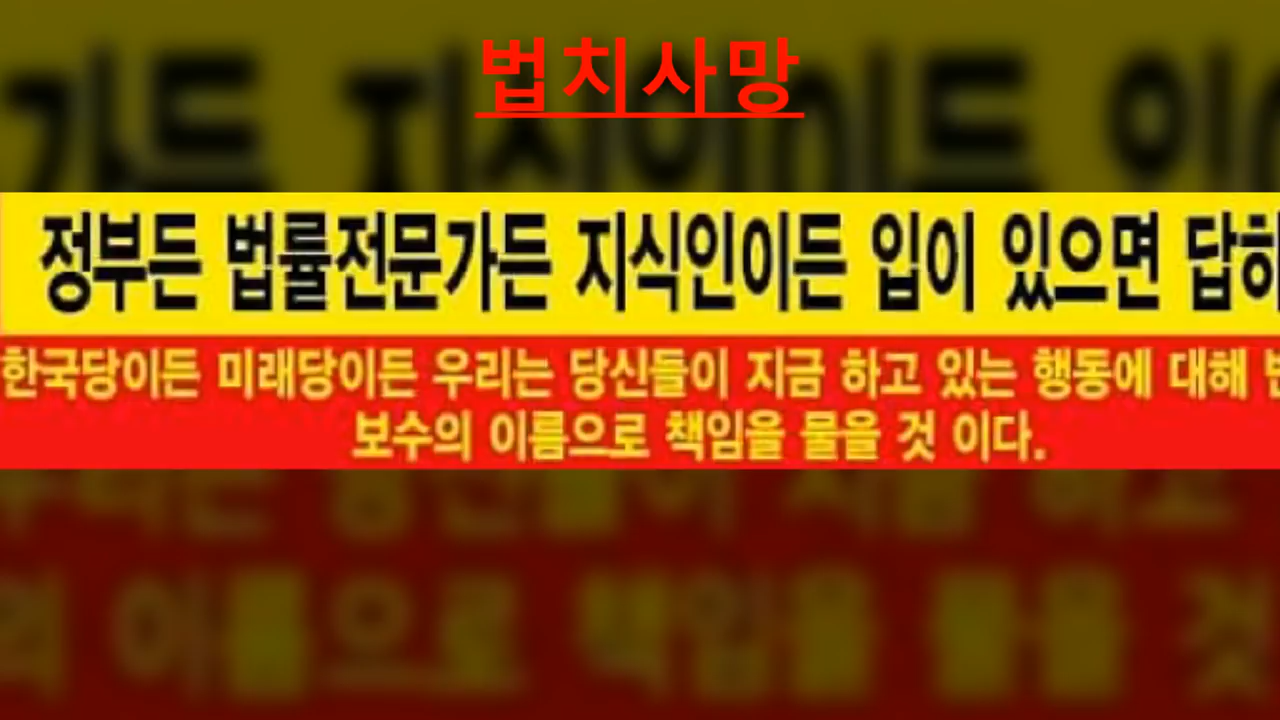 법치사망
정부든 법률전문가든 지식인이든 입이 있으면
한국당이든 미래당이든 우리는 당신들이 지금 하고 있는 행동에 대해
보수의 이름으로 책임을 물을 것 이다.